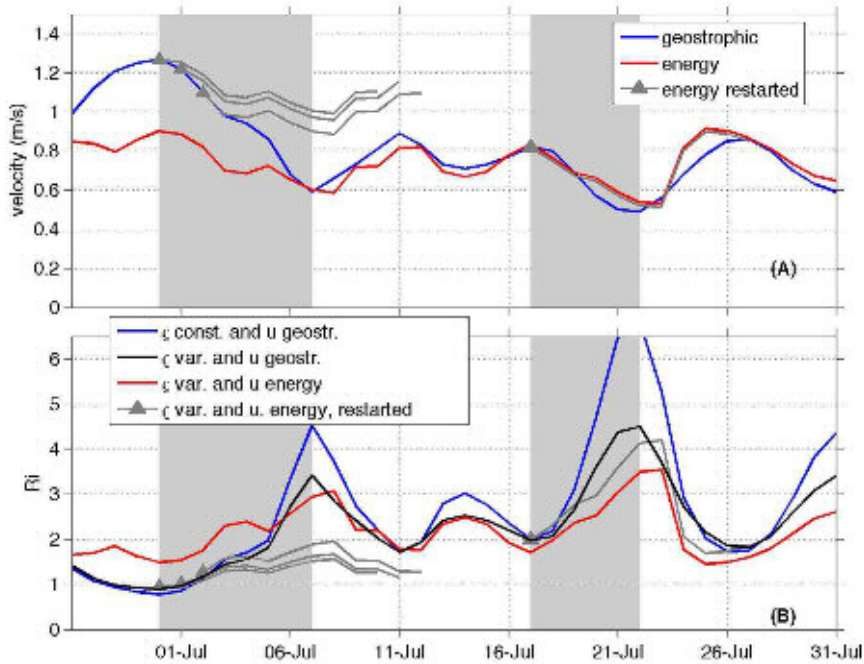 1.4
1.2
1
0.8
0.6
0.4
0.2
0
velocity (m/s)
geostrophic
energy
energy restarted
(A)
ς const. and u geostr.
ς var. and u geostr.
ς var. and u energy
ς var. and u. energy, restarted
6
5
4
3
2
1
0
Ri
(B)
01-Jul
06-Jul
11-Jul
16-Jul
21-Jul
26-Jul
31-Jul